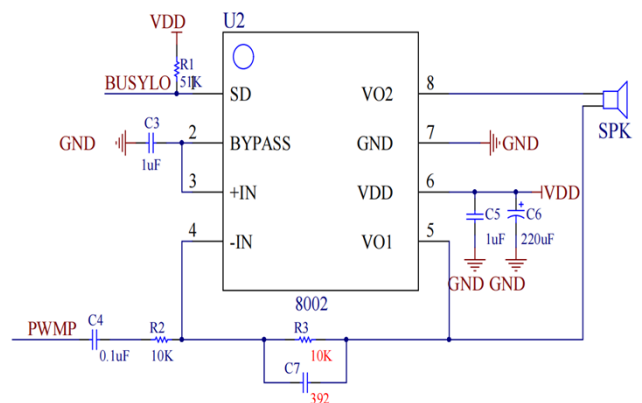 U2
VDD
R1
51K
BUSYLO
1
SD
VO2
8
SPK
GND
C3
1uF
2
BYPASS
GND
7
GND
3
+IN
VDD
6
VDD
C5
1uF
C6
+
220uF
GND GND
4
-IN
VO1
5
8002
PWMP
C4
0.1uF
R2
10K
R3
10K
C7
392